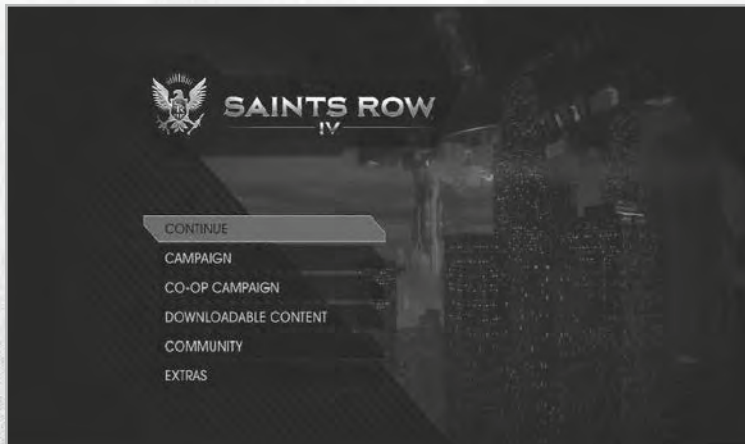 SAINTS ROW
IV
CONTINUE
CAMPAIGN
CO-OP CAMPAIGN
DOWNLOADABLE CONTENT
COMMUNITY
EXTRAS